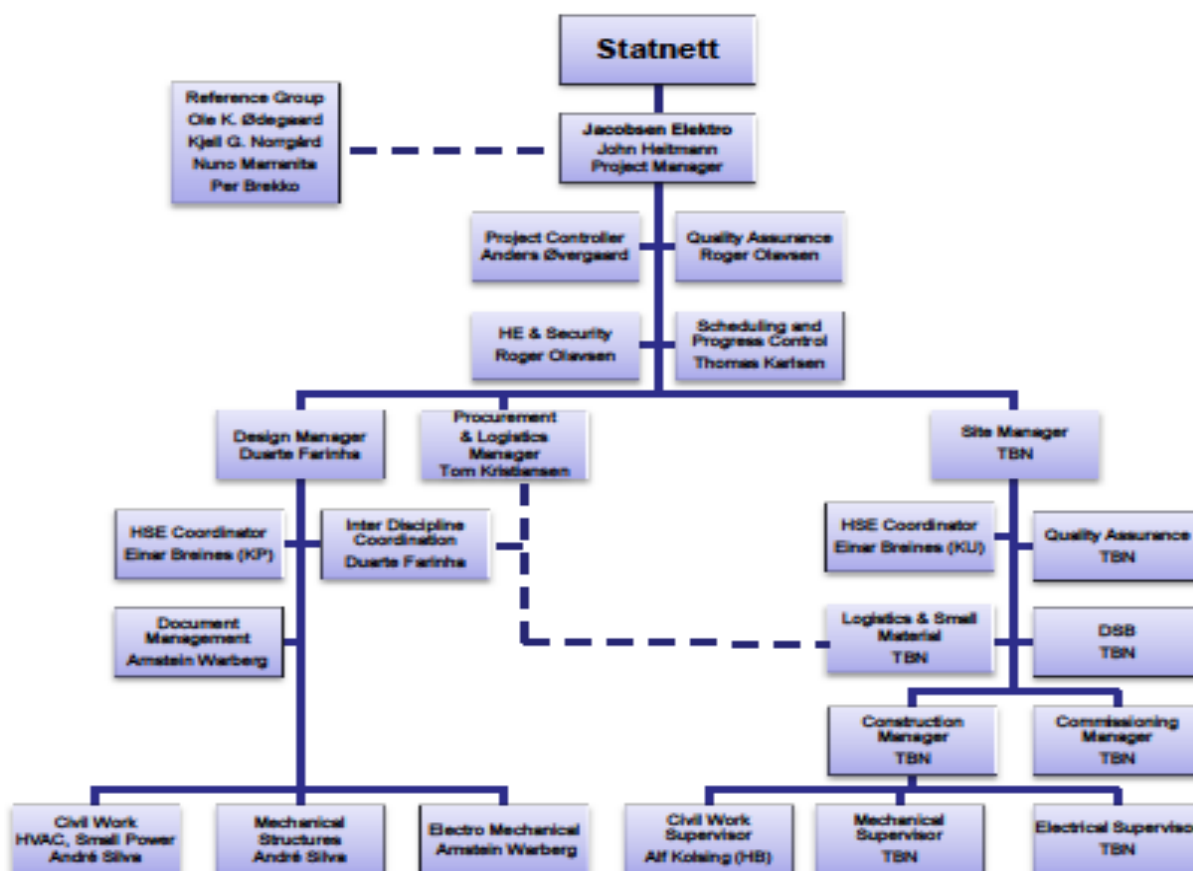 Statnett
Reference Group
Ole K. Ødegaard
Kjell G. Norrgård
Nuno Marranita
Per Brekko
Jacobsen Elektro
John Heitmann
Project Manager
Project Controller
Anders Øvergaard
Quality Assurance
Roger Olavsen
HE & Security
Roger Olavsen
Scheduling and
Progress Control
Thomas Karlsen
Design Manager
Duarte Farinha
Procurement
& Logistics
Manager
Tom Kristiansen
Site Manager
TBN
HSE Coordinator
Einar Breines (KP)
Inter Discipline
Coordination
Duarte Farinha
HSE Coordinator
Einar Breines (KU)
Quality Assurance
TBN
Document
Management
Arnstein Warberg
Logistics & Small
Material
TBN
DSB
TBN
Construction
Manager
TBN
Commissioning
Manager
TBN
Civil Work
HVAC, Small Power
André Silva
Mechanical
Structures
André Silva
Electro Mechanical
Arnstein Warberg
Civil Work
Supervisor
Alf Kolsing (HB)
Mechanical
Supervisor
TBN
Electrical Superviso
TBN